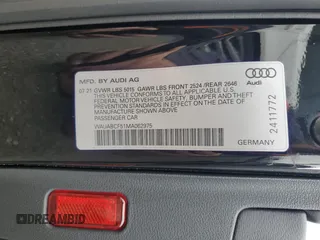 MFD. BY AUDI AG
07 21 GVWR LBS 5015 GAWR LBS FRONT 2524 /REAR 2646
THIS VEHICLE CONFORMS TO ALL APPLICABLE U.S.
FEDERAL MOTOR VEHICLE SAFETY, BUMPER AND THEFT
PREVENTION STANDARDS IN EFFECT ON THE DATE OF
MANUFACTURE SHOWN ABOVE.
PASSENGER CAR
WAUABCF51MA062975
Audi
2411772
GERMANY
DREAMBID